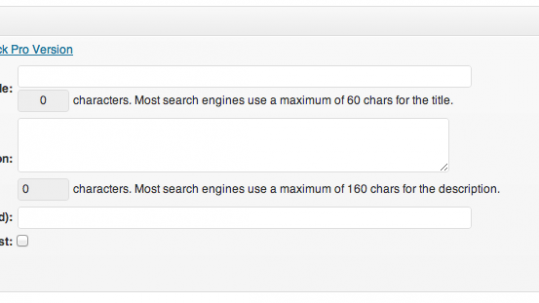 ck Pro Version
le:
0 characters. Most search engines use a maximum of 60 chars for the title.
on:
0 characters. Most search engines use a maximum of 160 chars for the description.
d):
st: